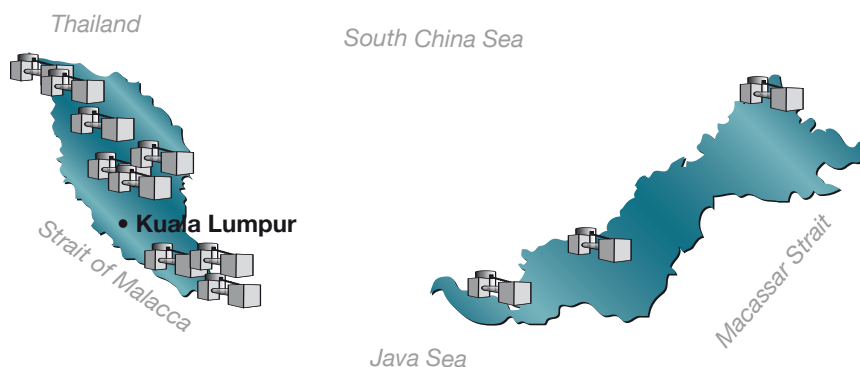 Thailand
South China Sea
• Kuala Lumpur
Strait of Malacca
Macassar Strait
Java Sea